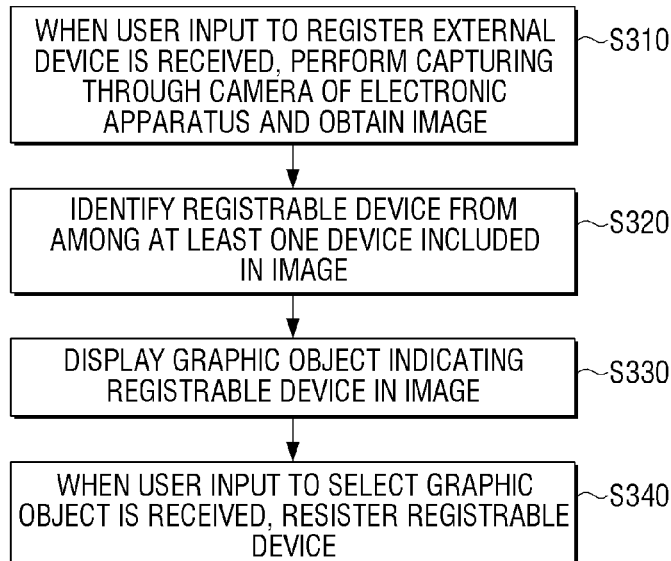 WHEN USER INPUT TO REGISTER EXTERNAL
DEVICE IS RECEIVED, PERFORM CAPTURING
THROUGH CAMERA OF ELECTRONIC
APPARATUS AND OBTAIN IMAGE
S310
IDENTIFY REGISTRABLE DEVICE FROM
AMONG AT LEAST ONE DEVICE INCLUDED
IN IMAGE
S320
DISPLAY GRAPHIC OBJECT INDICATING
REGISTRABLE DEVICE IN IMAGE
S330
WHEN USER INPUT TO SELECT GRAPHIC
OBJECT IS RECEIVED, RESISTER REGISTRABLE
DEVICE
S340